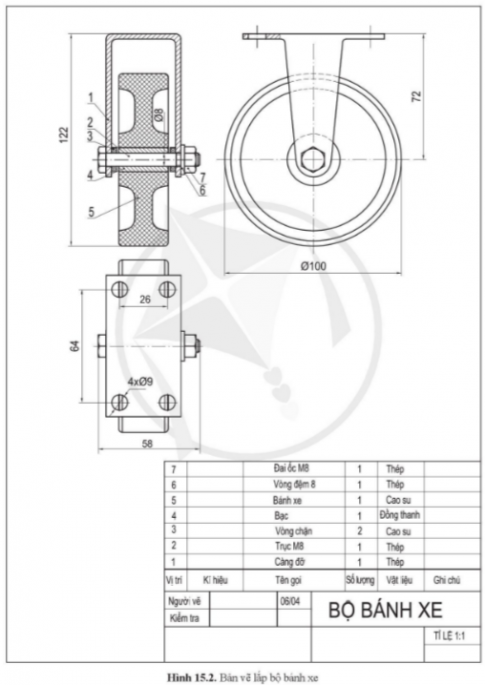 1
2
3
4
5
122
Ø8
7
6
72
Ø100
26
64
4xØ9
58
7 Đai ốc M8 1 Thép
6 Vòng đệm 8 1 Thép
5 Bánh xe 1 Cao su
4 Bạc 1 Đồng thanh
3 Vòng chặn 2 Cao su
2 Trục M8 1 Thép
1 Càng đỡ 1 Thép
Vị trí Kí hiệu Tên gọi Số lượng Vật liệu Ghi chú
Người vẽ 06/04 BỘ BÁNH XE
Kiểm tra
TỈ LỆ 1:1
Hình 15.2. Bản vẽ lắp bộ bánh xe